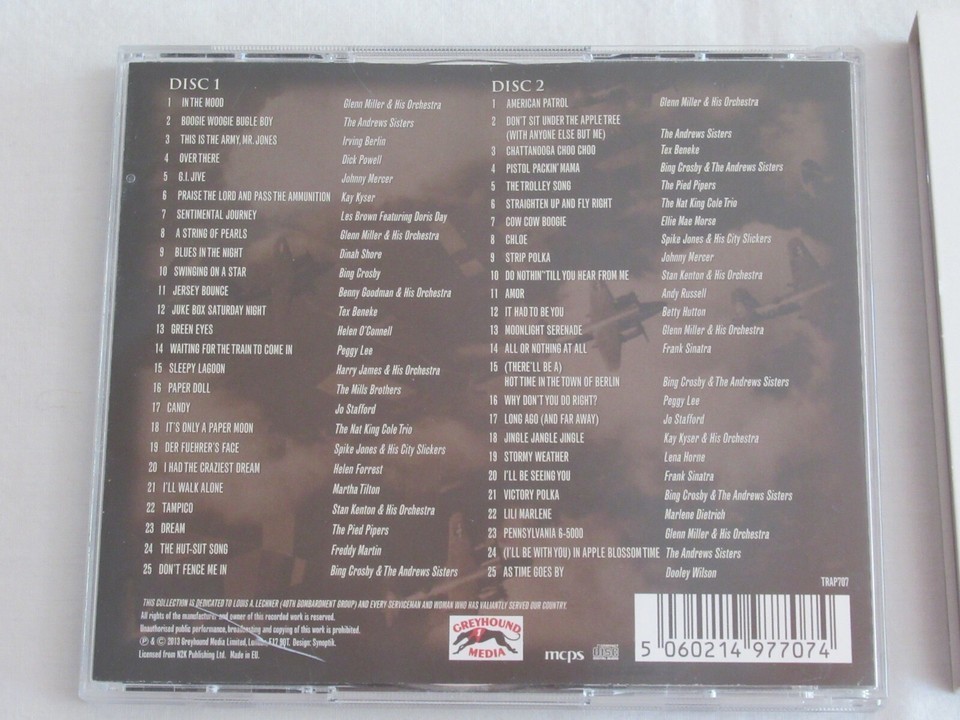 DISC 1
1 IN THE MOOD Glenn Miller & His Orchestra
2 BOOGIE WOOGIE BUGLE BOY The Andrews Sisters
3 THIS IS THE ARMY, MR. JONES Irving Berlin
4 OVER THERE Dick Powell
5 G.I. JIVE Johnny Mercer
6 PRAISE THE LORD AND PASS THE AMMUNITION Kay Kyser
7 SENTIMENTAL JOURNEY Les Brown Featuring Doris Day
8 A STRING OF PEARLS Glenn Miller & His Orchestra
9 BLUES IN THE NIGHT Dinah Shore
10 SWINGING ON A STAR Bing Crosby
11 JERSEY BOUNCE Benny Goodman & His Orchestra
12 JUKE BOX SATURDAY NIGHT Tex Beneke
13 GREEN EYES Helen O'Connell
14 WAITING FOR THE TRAIN TO COME IN Peggy Lee
15 SLEEPY LAGOON Harry James & His Orchestra
16 PAPER DOLL The Mills Brothers
17 CANDY Jo Stafford
18 IT'S ONLY A PAPER MOON The Nat King Cole Trio
19 DER FUEHRER'S FACE Spike Jones & His City Slickers
20 I HAD THE CRAZIEST DREAM Helen Forrest
21 I'LL WALK ALONE Martha Tilton
22 TAMPICO Stan Kenton & His Orchestra
23 DREAM The Pied Pipers
24 THE HUT-SUT SONG Freddy Martin
25 DON'T FENCE ME IN Bing Crosby & The Andrews Sisters
DISC 2
1 AMERICAN PATROL Glenn Miller & His Orchestra
2 DON'T SIT UNDER THE APPLE TREE
(WITH ANYONE ELSE BUT ME) The Andrews Sisters
3 CHATTANOOGA CHOO CHOO Tex Beneke
4 PISTOL PACKIN' MAMA Bing Crosby & The Andrews Sisters
5 THE TROLLEY SONG The Pied Pipers
6 STRAIGHTEN UP AND FLY RIGHT The Nat King Cole Trio
7 COW COW BOOGIE Ellie Mae Morse
8 CHLOE Spike Jones & His City Slickers
9 STRIP POLKA Johnny Mercer
10 DO NOTHIN' 'TILL YOU HEAR FROM ME Stan Kenton & His Orchestra
11 AMOR Andy Russell
12 IT HAD TO BE YOU Betty Hutton
13 MOONLIGHT SERENADE Glenn Miller & His Orchestra
14 ALL OR NOTHING AT ALL Frank Sinatra
15 (THERE'LL BE A)
HOT TIME IN THE TOWN OF BERLIN Bing Crosby & The Andrews Sisters
16 WHY DON'T YOU DO RIGHT? Peggy Lee
17 LONG AGO (AND FAR AWAY) Jo Stafford
18 JINGLE JANGLE JINGLE Kay Kyser & His Orchestra
19 STORMY WEATHER Lena Horne
20 I'LL BE SEEING YOU Frank Sinatra
21 VICTORY POLKA Bing Crosby & The Andrews Sisters
22 LILI MARLENE Marlene Dietrich
23 PENNSYLVANIA 6-5000 Glenn Miller & His Orchestra
24 (I'LL BE WITH YOU) IN APPLE BLOSSOM TIME The Andrews Sisters
25 AS TIME GOES BY Dooley Wilson
TRAP707
THIS COLLECTION IS DEDICATED TO LOUIS A. LECHNER (40TH BOMBARDMENT GROUP) AND EVERY SERVICEMAN AND WOMAN WHO HAS VALIANTLY SERVED OUR COUNTRY.
All rights of the manufacturer and owner of this recorded work is reserved.
Unauthorised public performance, broadcasting and copying of this work is prohibited.
℗ & © 2013 Greyhound Media Limited, London E17 9QT. Design: Synoptik.
Licensed from N2K Publishing Ltd. Made in EU.
GREYHOUND
MEDIA
mcps
5 060214 977074